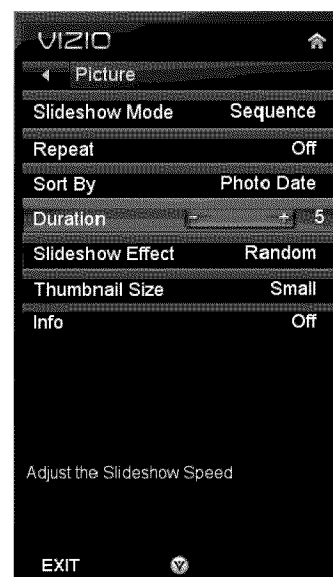 VIZIO
Picture
Slideshow Mode Sequence
Repeat Off
Sort By Photo Date
Duration - + 5
Slideshow Effect Random
Thumbnail Size Small
Info Off
Adjust the Slideshow Speed
EXIT V